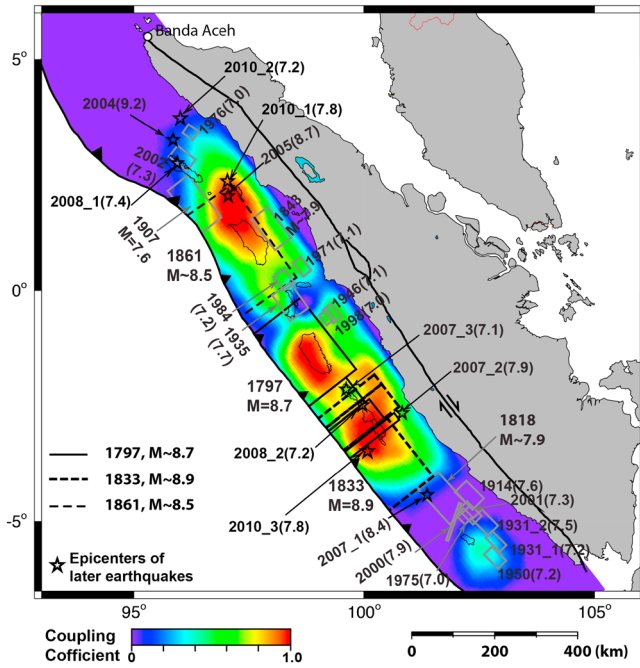 Banda Aceh
5°
2010_2(7.2)
2004(9.2)
1976(7.0)
2010_1(7.8)
2005(8.7)
2002
(7.3)
2008_1(7.4)
1907
M=7.6
1861
M~8.5
1843
M~7.9
1971(7.1)
0°
1984
(7.2)
1935
(7.7)
1946(7.1)
1998(7.0)
2007_3(7.1)
2007_2(7.9)
1797
M=8.7
1818
M~7.9
2008_2(7.2)
1833
M=8.9
1797, M~8.7
1833, M~8.9
1861, M~8.5
1914(7.6)
2001(7.3)
-5°
2010_3(7.8)
2007_1(8.4)
2000(7.9)
1931_2(7.5)
1931_1(7.2)
1975(7.0)
1950(7.2)
Epicenters of
later earthquakes
95°
100°
105°
Coupling
Cofficient
0
1.0
0
200
400 (km)